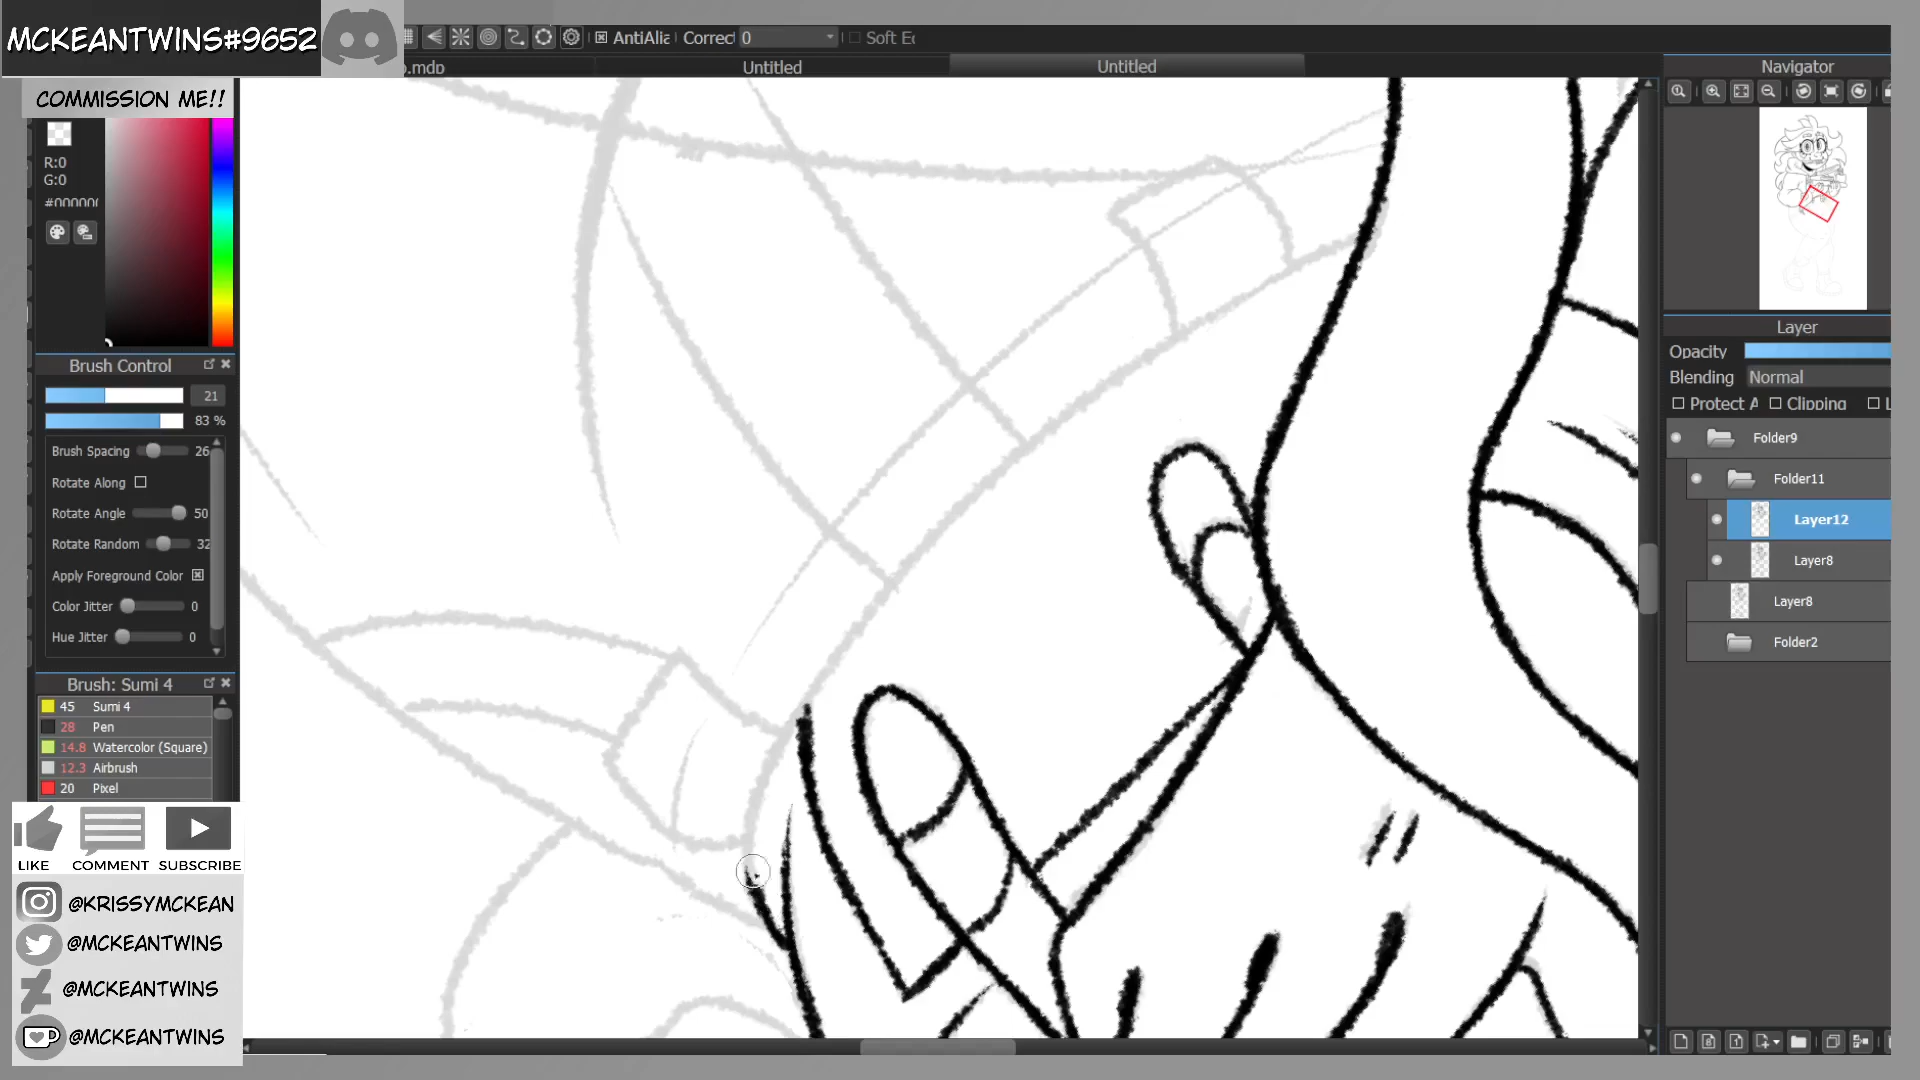 MCKEANTWINS#9652
COMMISSION ME!!
AntiAlia Correct 0 Soft Ec
.mdp Untitled Untitled
R:0
G:0
#000000
Brush Control
21
83 %
Brush Spacing 26
Rotate Along
Rotate Angle 50
Rotate Random 32
Apply Foreground Color
Color Jitter 0
Hue Jitter 0
Brush: Sumi 4
45 Sumi 4
28 Pen
14.8 Watercolor (Square)
12.3 Airbrush
20 Pixel
LIKE COMMENT SUBSCRIBE
@KRISSYMCKEAN
@MCKEANTWINS
@MCKEANTWINS
@MCKEANTWINS
Navigator
Layer
Opacity
Blending Normal
Protect A Clipping L
Folder9
Folder11
Layer12
Layer8
Layer8
Folder2